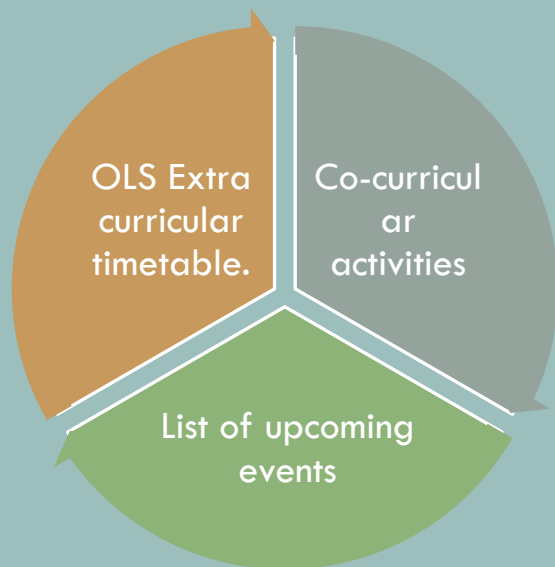 OLS Extra
curricular
timetable.
Co-curricul
ar
activities
List of upcoming
events